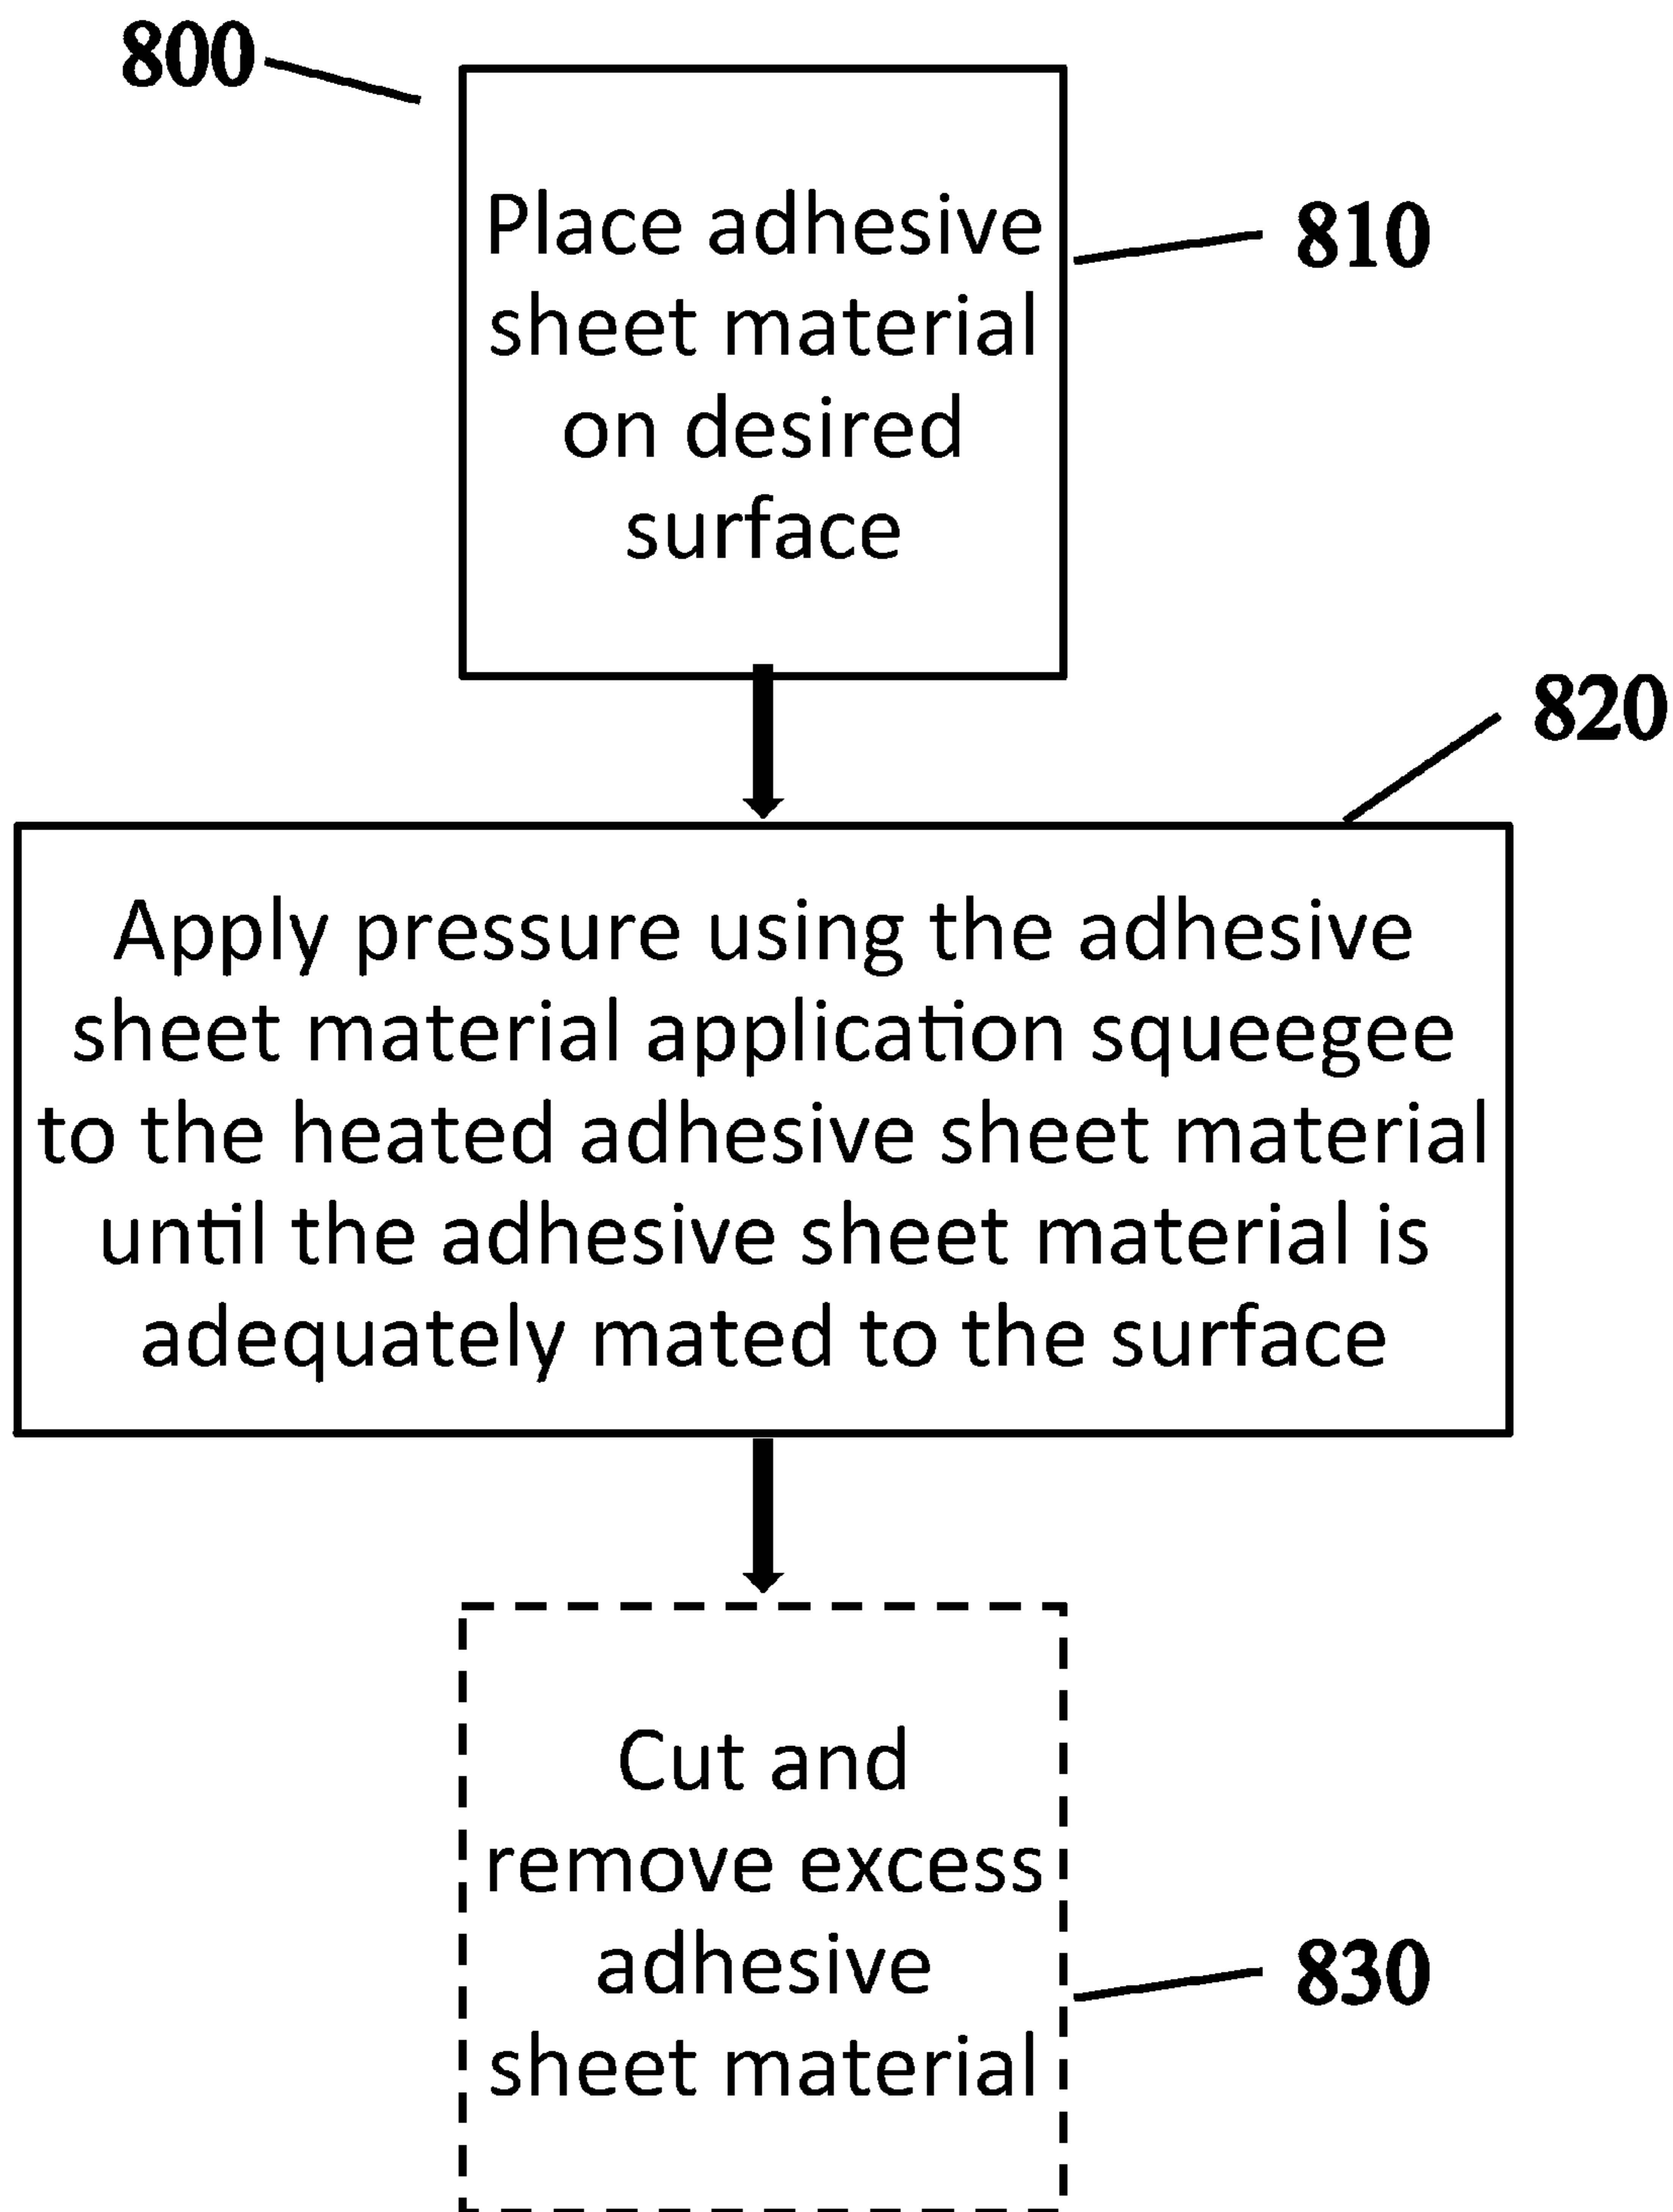 800
Place adhesive
sheet material
on desired
surface
810
820
Apply pressure using the adhesive
sheet material application squeegee
to the heated adhesive sheet material
until the adhesive sheet material is
adequately mated to the surface
Cut and
remove excess
adhesive
sheet material
830